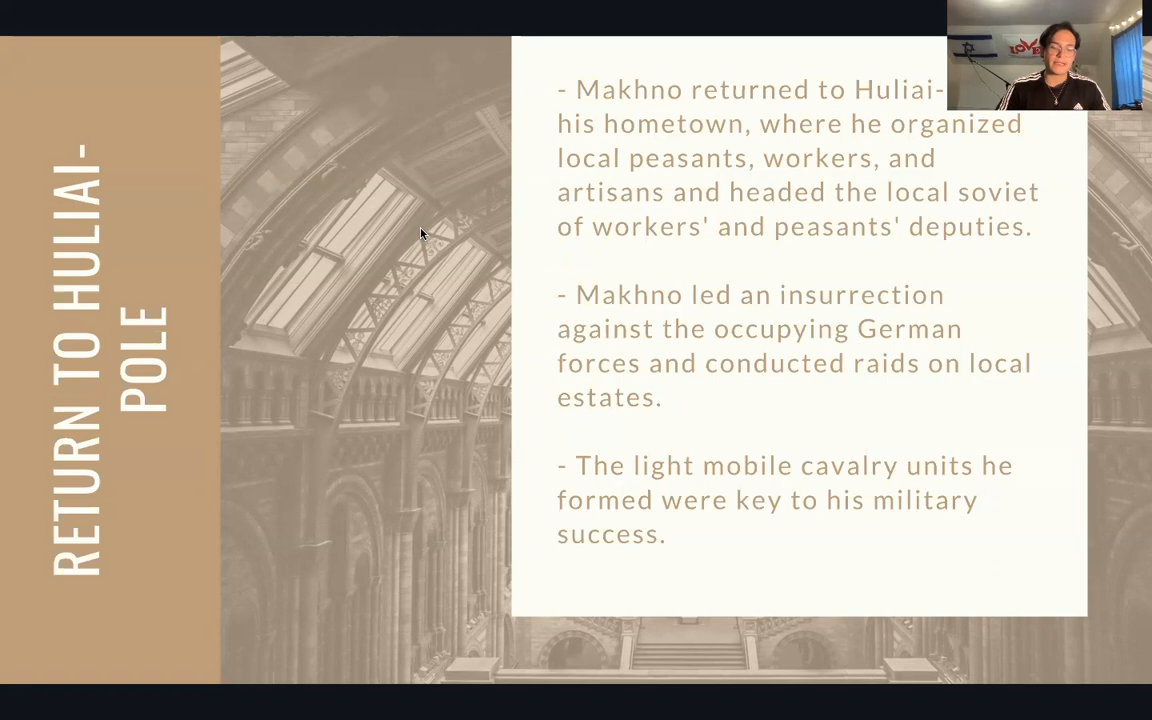 RETURN TO HULIAI-
POLE
- Makhno returned to Huliai-
his hometown, where he organized
local peasants, workers, and
artisans and headed the local soviet
of workers' and peasants' deputies.
- Makhno led an insurrection
against the occupying German
forces and conducted raids on local
estates.
- The light mobile cavalry units he
formed were key to his military
success.
LOVE